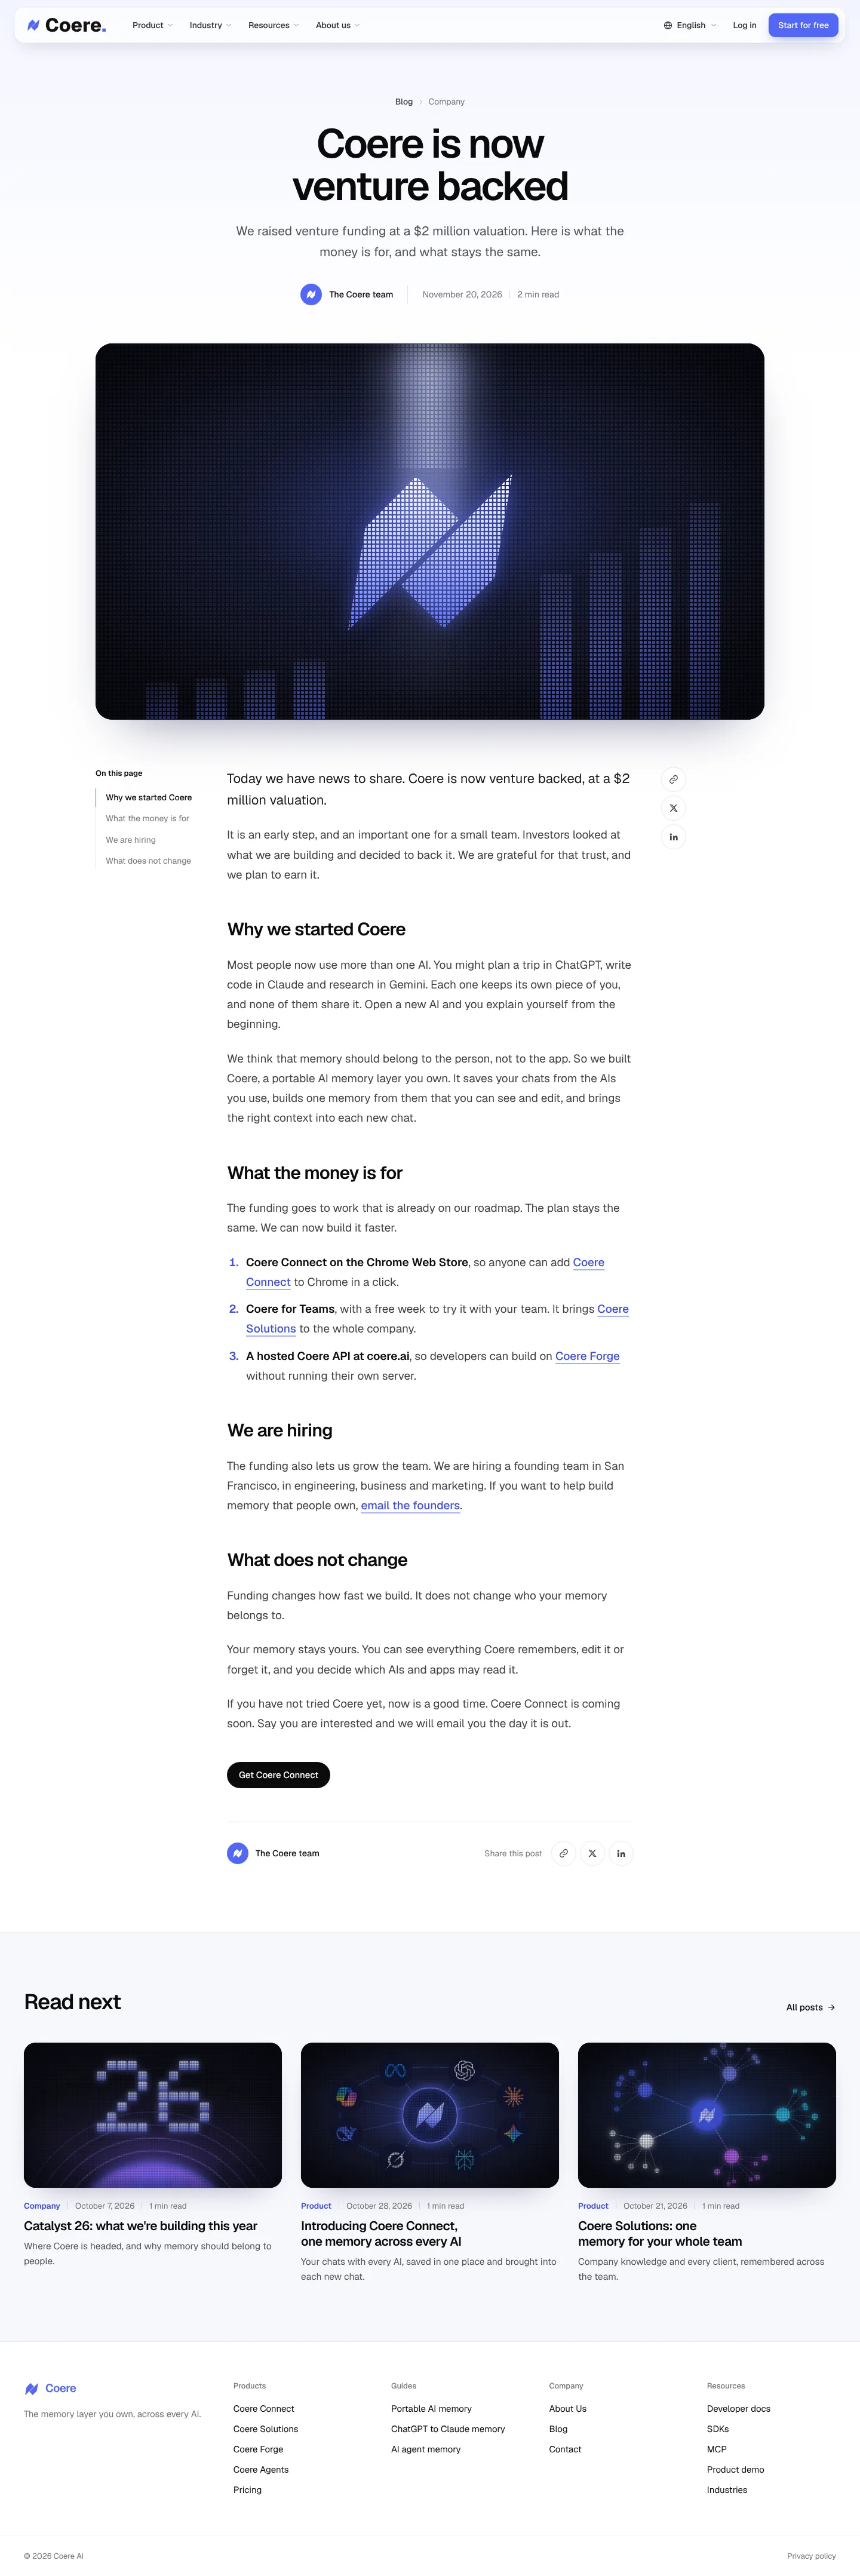 Coere.
Product
Industry
Resources
About us
English
Log in
Start for free
Blog › Company
Coere is now
venture backed
We raised venture funding at a $2 million valuation. Here is what the
money is for, and what stays the same.
The Coere team
November 20, 2026 | 2 min read
On this page
Why we started Coere
What the money is for
We are hiring
What does not change
Today we have news to share. Coere is now venture backed, at a $2
million valuation.
It is an early step, and an important one for a small team. Investors looked at
what we are building and decided to back it. We are grateful for that trust, and
we plan to earn it.
Why we started Coere
Most people now use more than one AI. You might plan a trip in ChatGPT, write
code in Claude and research in Gemini. Each one keeps its own piece of you,
and none of them share it. Open a new AI and you explain yourself from the
beginning.
We think that memory should belong to the person, not to the app. So we built
Coere, a portable AI memory layer you own. It saves your chats from the AIs
you use, builds one memory from them that you can see and edit, and brings
the right context into each new chat.
What the money is for
The funding goes to work that is already on our roadmap. The plan stays the
same. We can now build it faster.
1. Coere Connect on the Chrome Web Store, so anyone can add Coere
Connect to Chrome in a click.
2. Coere for Teams, with a free week to try it with your team. It brings Coere
Solutions to the whole company.
3. A hosted Coere API at coere.ai, so developers can build on Coere Forge
without running their own server.
We are hiring
The funding also lets us grow the team. We are hiring a founding team in San
Francisco, in engineering, business and marketing. If you want to help build
memory that people own, email the founders.
What does not change
Funding changes how fast we build. It does not change who your memory
belongs to.
Your memory stays yours. You can see everything Coere remembers, edit it or
forget it, and you decide which AIs and apps may read it.
If you have not tried Coere yet, now is a good time. Coere Connect is coming
soon. Say you are interested and we will email you the day it is out.
Get Coere Connect
The Coere team
Share this post
Read next
All posts →
26
Company | October 7, 2026 | 1 min read
Catalyst 26: what we're building this year
Where Coere is headed, and why memory should belong to
people.
Product | October 28, 2026 | 1 min read
Introducing Coere Connect,
one memory across every AI
Your chats with every AI, saved in one place and brought into
each new chat.
Product | October 21, 2026 | 1 min read
Coere Solutions: one
memory for your whole team
Company knowledge and every client, remembered across
the team.
Coere
The memory layer you own, across every AI.
Products
Coere Connect
Coere Solutions
Coere Forge
Coere Agents
Pricing
Guides
Portable AI memory
ChatGPT to Claude memory
AI agent memory
Company
About Us
Blog
Contact
Resources
Developer docs
SDKs
MCP
Product demo
Industries
© 2026 Coere AI
Privacy policy